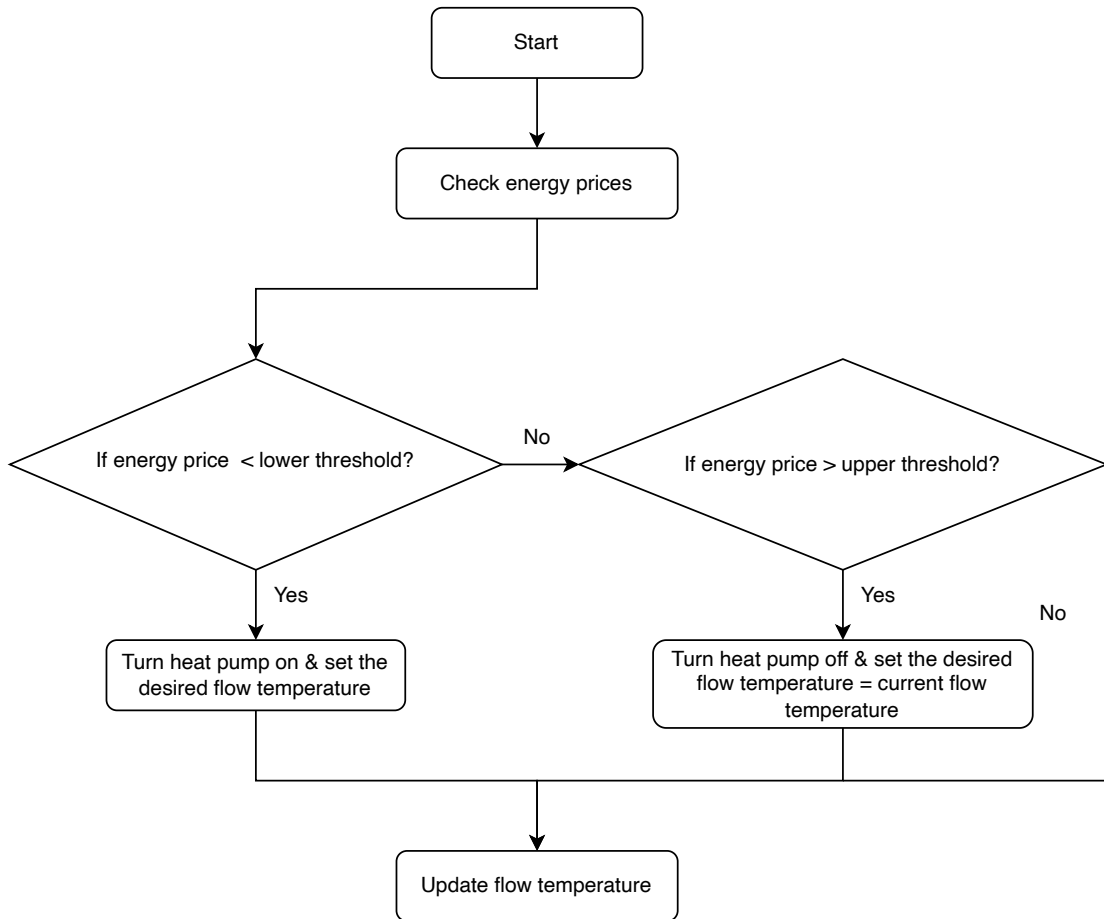 Start
Check energy prices
If energy price < lower threshold?
No
If energy price > upper threshold?
Yes
Yes
No
Turn heat pump on & set the
desired flow temperature
Turn heat pump off & set the desired
flow temperature = current flow
temperature
Update flow temperature